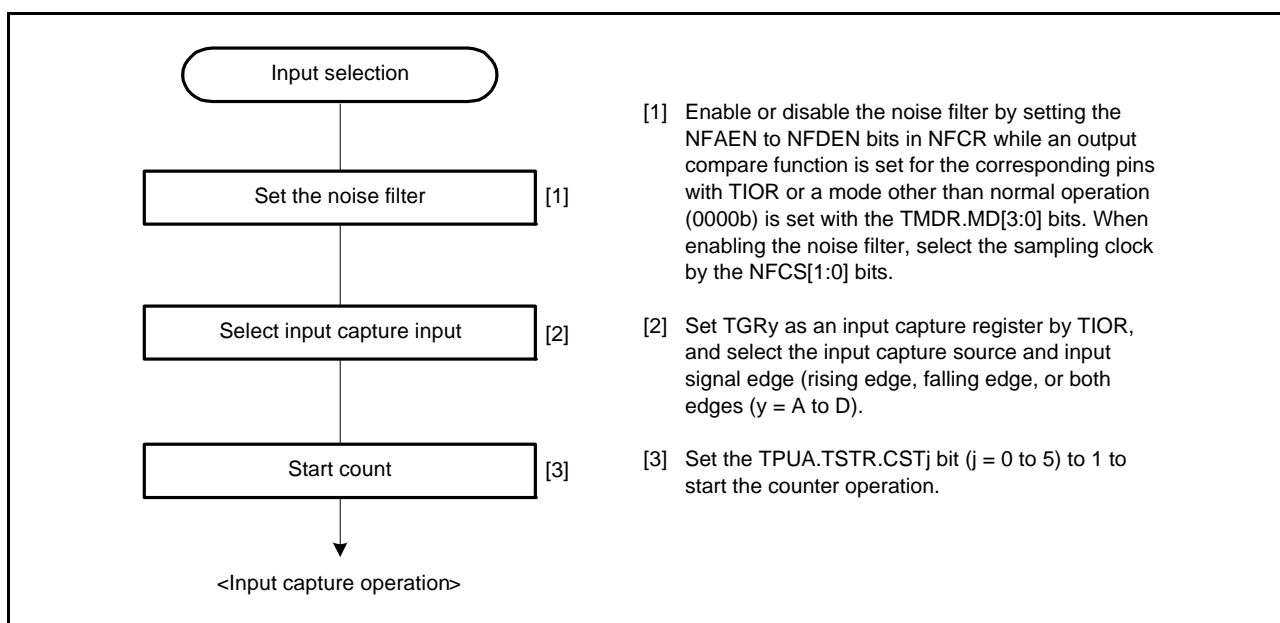 Input selection
Set the noise filter
[1]
Select input capture input
[2]
Start count
[3]
<Input capture operation>
[1] Enable or disable the noise filter by setting the
NFAEN to NFDEN bits in NFCR while an output
compare function is set for the corresponding pins
with TIOR or a mode other than normal operation
(0000b) is set with the TMDR.MD[3:0] bits. When
enabling the noise filter, select the sampling clock
by the NFCS[1:0] bits.
[2] Set TGRy as an input capture register by TIOR,
and select the input capture source and input
signal edge (rising edge, falling edge, or both
edges (y = A to D).
[3] Set the TPUA.TSTR.CSTj bit (j = 0 to 5) to 1 to
start the counter operation.